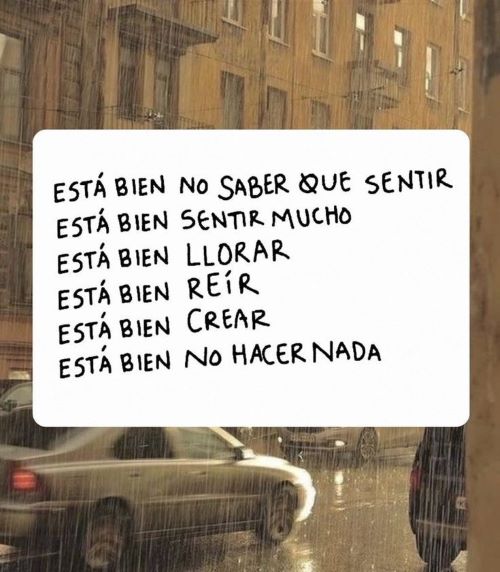 ESTÁ BIEN NO SABER QUE SENTIR
ESTÁ BIEN SENTIR MUCHO
ESTÁ BIEN LLORAR
ESTÁ BIEN REÍR
ESTÁ BIEN CREAR
ESTÁ BIEN NO HACER NADA